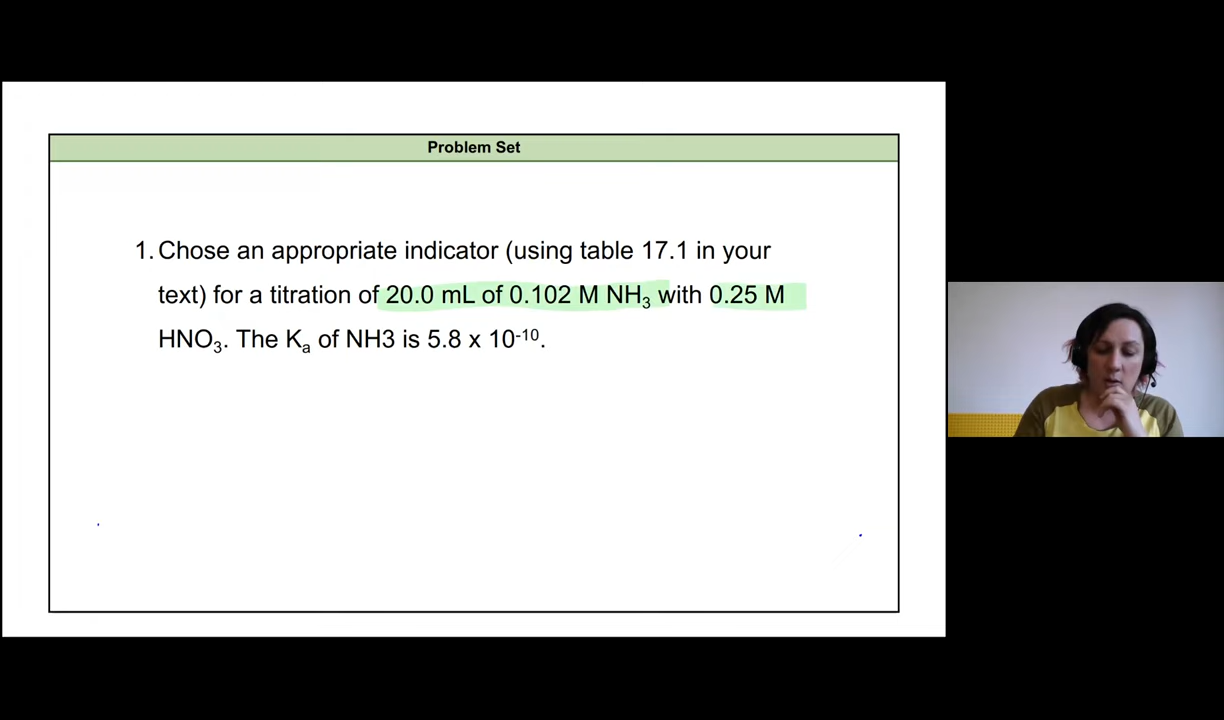 Problem Set
1. Chose an appropriate indicator (using table 17.1 in your
text) for a titration of 20.0 mL of 0.102 M NH₃ with 0.25 M
HNO₃. The Kₐ of NH3 is 5.8 x 10⁻¹⁰.